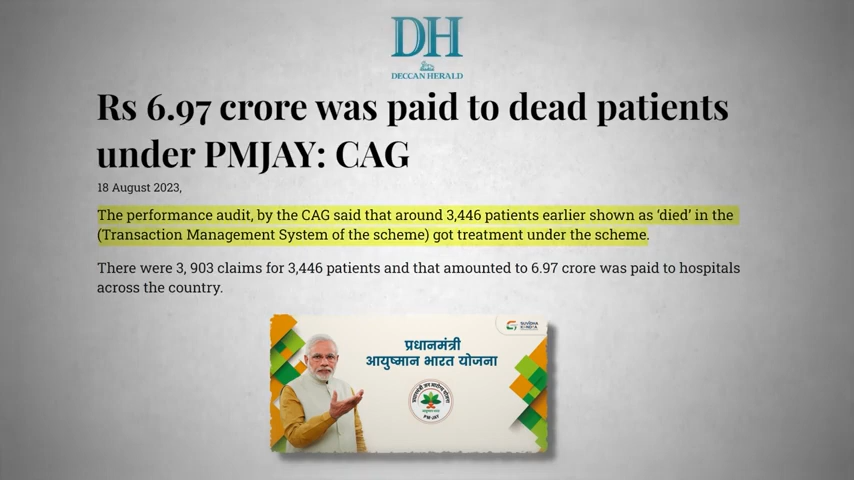 DH
DECCAN HERALD
Rs 6.97 crore was paid to dead patients
under PMJAY: CAG
18 August 2023,
The performance audit, by the CAG said that around 3,446 patients earlier shown as ‘died’ in the
(Transaction Management System of the scheme) got treatment under the scheme.
There were 3, 903 claims for 3,446 patients and that amounted to 6.97 crore was paid to hospitals
across the country.
SUVIDHA
प्रधानमंत्री
आयुष्मान भारत योजना
PM-JAY